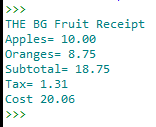 >>>
THE BG Fruit Receipt
Apples= 10.00
Oranges= 8.75
Subtotal= 18.75
Tax= 1.31
Cost 20.06
>>>